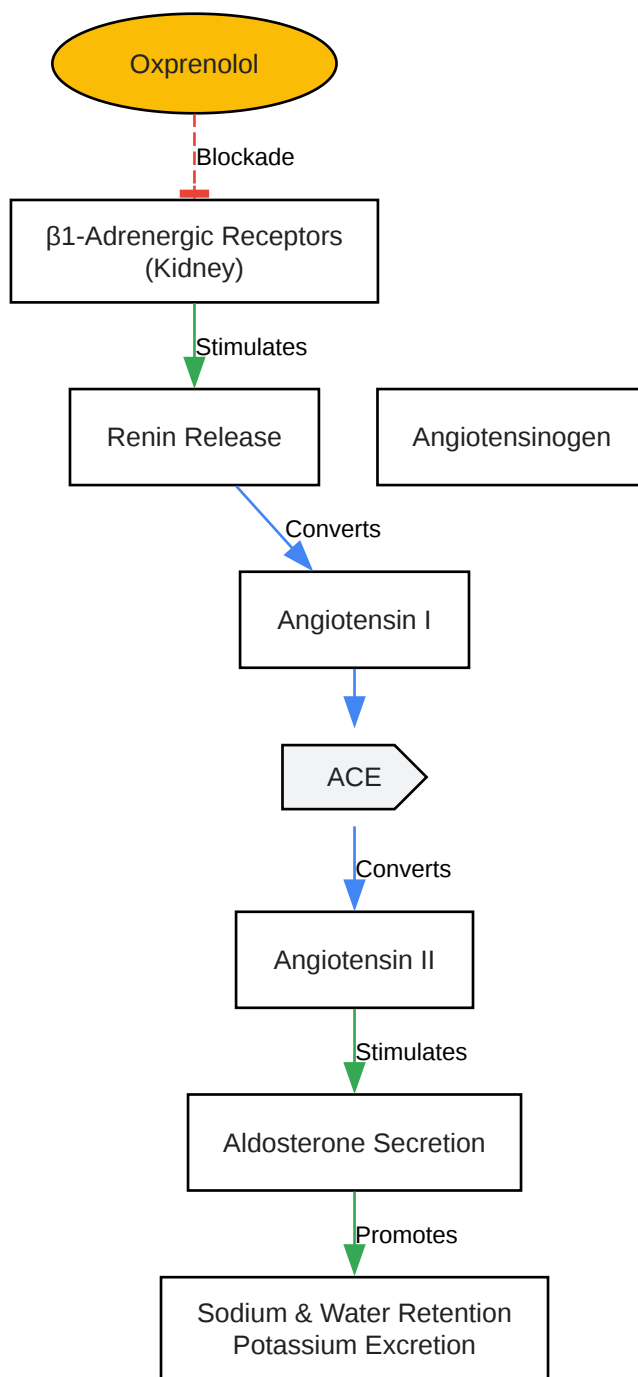 Oxprenolol
Blockade
β1-Adrenergic Receptors
(Kidney)
Stimulates
Renin Release
Angiotensinogen
Converts
Angiotensin I
ACE
Converts
Angiotensin II
Stimulates
Aldosterone Secretion
Promotes
Sodium & Water Retention
Potassium Excretion